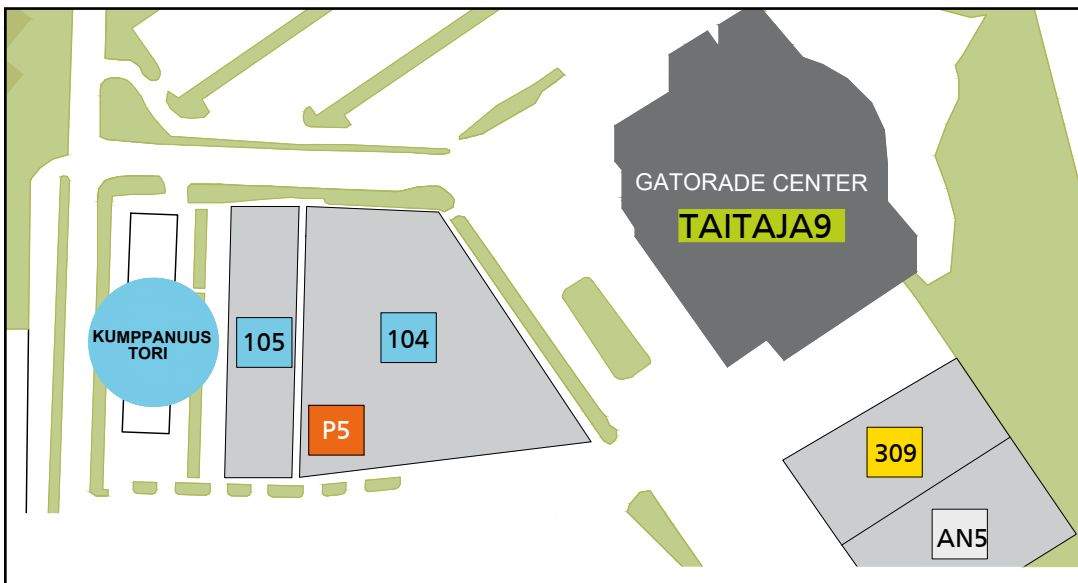 GATORADE CENTER
TAITAJA9
KUMPPANUUS
TORI
105
104
P5
309
AN5